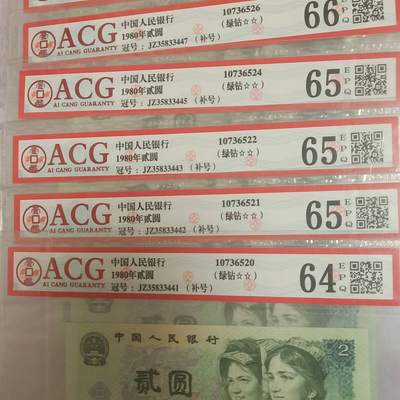 ACG
AI CANG GUARANTY
中国人民银行
1980年贰圆
冠号：JZ35833447（补号）
10736526
（绿钻☆☆）
66
EPQ
ACG
AI CANG GUARANTY
中国人民银行
1980年贰圆
冠号：JZ35833445（补号）
10736524
（绿钻☆☆）
65
EPQ
ACG
AI CANG GUARANTY
中国人民银行
1980年贰圆
冠号：JZ35833443（补号）
10736522
（绿钻☆☆）
65
EPQ
ACG
AI CANG GUARANTY
中国人民银行
1980年贰圆
冠号：JZ35833442（补号）
10736521
（绿钻☆☆）
65
EPQ
ACG
AI CANG GUARANTY
中国人民银行
1980年贰圆
冠号：JZ35833441（补号）
10736520
（绿钻☆☆）
64
EPQ
中国人民银行
贰圆
2